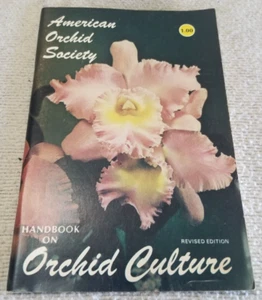 American
Orchid
Society
1.00
HANDBOOK
ON
REVISED EDITION
Orchid Culture